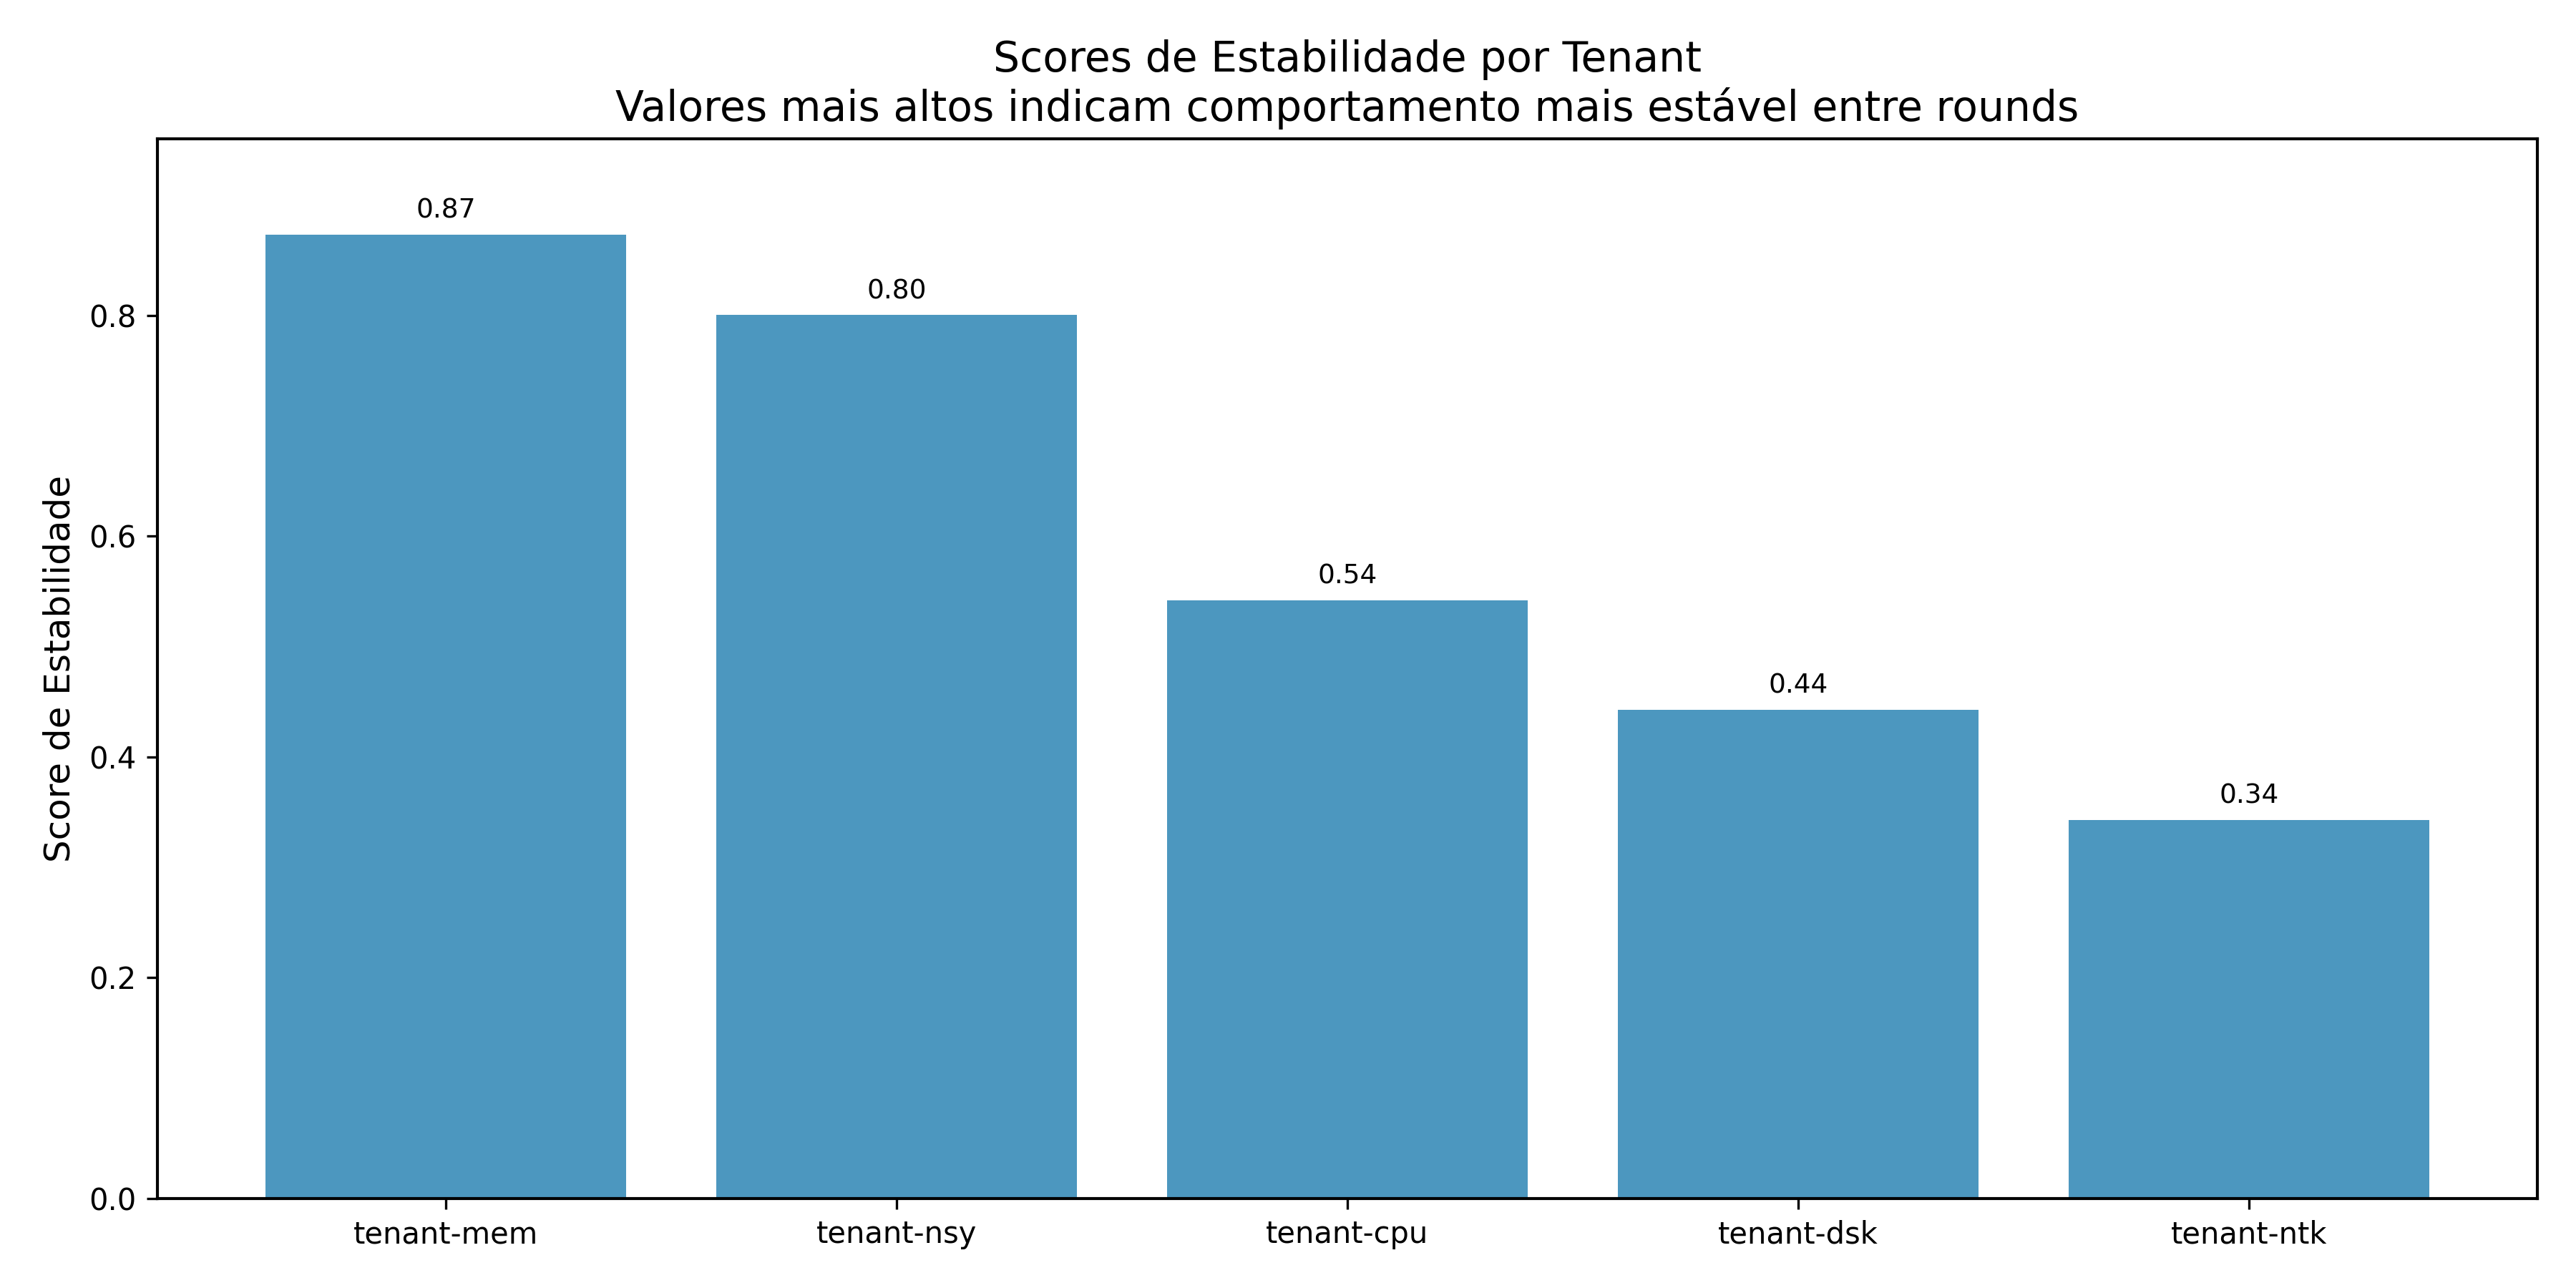 Scores de Estabilidade por Tenant
Valores mais altos indicam comportamento mais estável entre rounds
Score de Estabilidade
0.8
0.6
0.4
0.2
0.0
0.87
0.80
0.54
0.44
0.34
tenant-mem
tenant-nsy
tenant-cpu
tenant-dsk
tenant-ntk